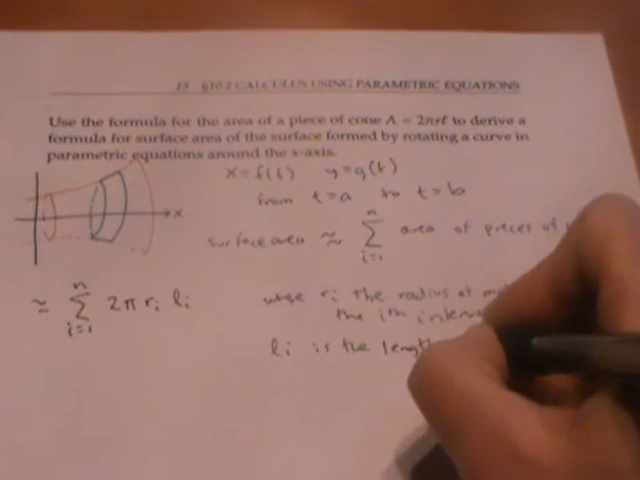 13 §10.2 CALCULUS USING PARAMETRIC EQUATIONS
Use the formula for the area of a piece of cone A = 2πrℓ to derive a
formula for surface area of the surface formed by rotating a curve in
parametric equations around the x-axis.
x = f(t) y = g(t)
from t=a to t=b
x
surface area ≈ n Σ i=1 area of pieces of
≈ n Σ i=1 2π ri li
where ri the radius at
the ith
li is the